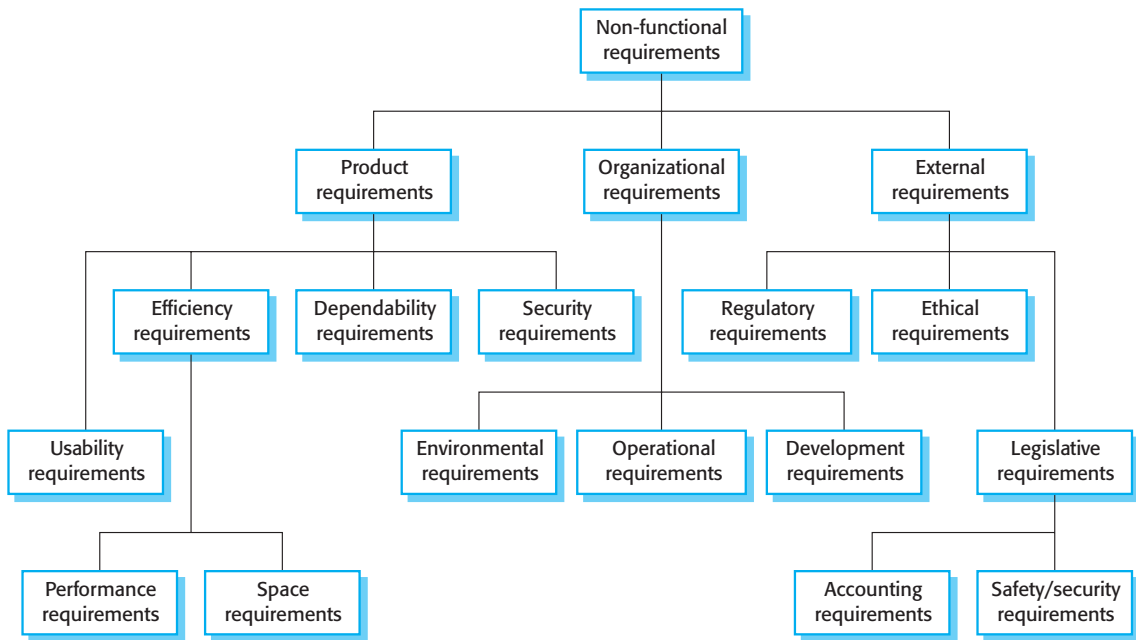 Non-functional
requirements
Product
requirements
Organizational
requirements
External
requirements
Efficiency
requirements
Dependability
requirements
Security
requirements
Regulatory
requirements
Ethical
requirements
Usability
requirements
Environmental
requirements
Operational
requirements
Development
requirements
Legislative
requirements
Performance
requirements
Space
requirements
Accounting
requirements
Safety/security
requirements